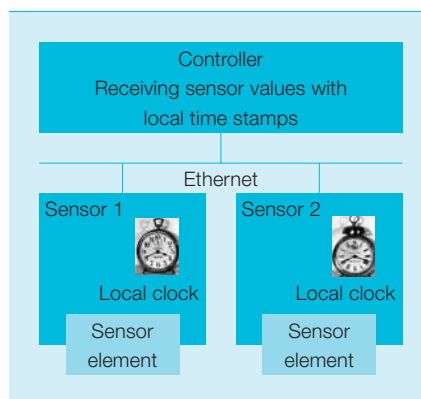 Controller
Receiving sensor values with
local time stamps
Ethernet
Sensor 1
Local clock
Sensor
element
Sensor 2
Local clock
Sensor
element